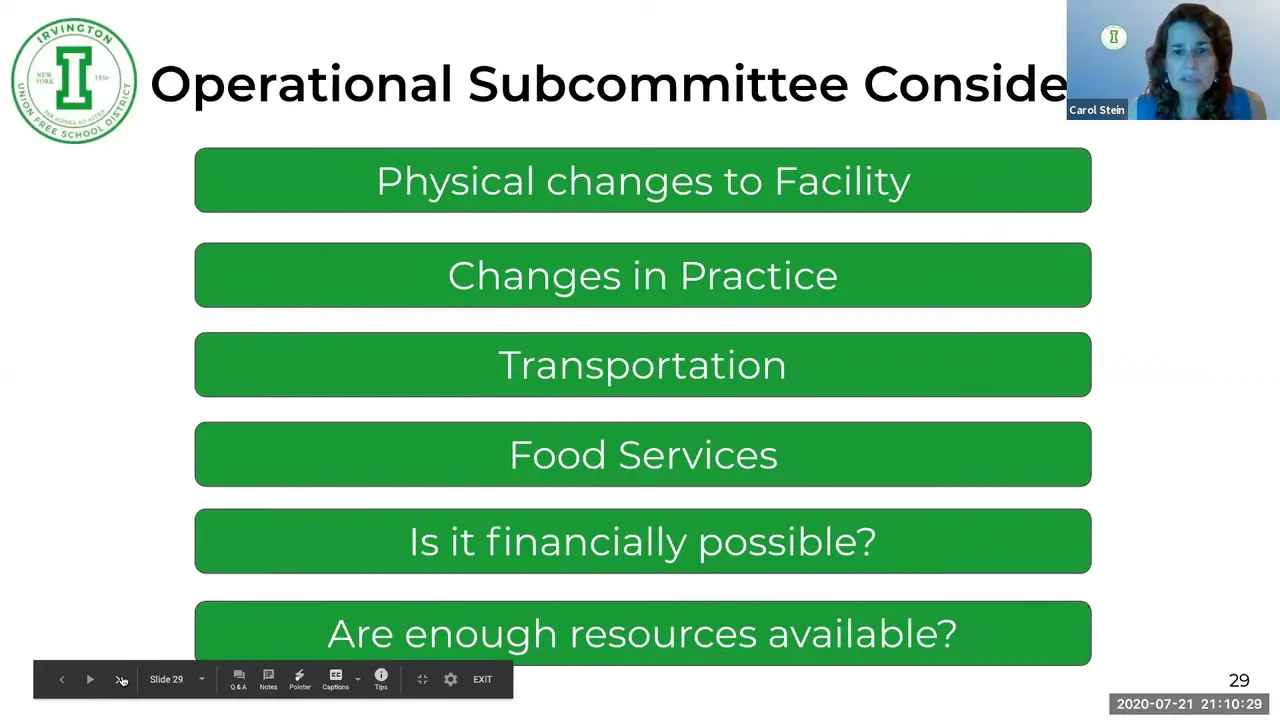 IRVINGTON
NEW YORK 1856
UNION FREE SCHOOL DISTRICT
Operational Subcommittee Conside
Carol Stein
Physical changes to Facility
Changes in Practice
Transportation
Food Services
Is it financially possible?
Are enough resources available?
Slide 29
Q & A
Notes
Pointer
CC
Captions
Tips
EXIT
29
2020-07-21 21:10:29